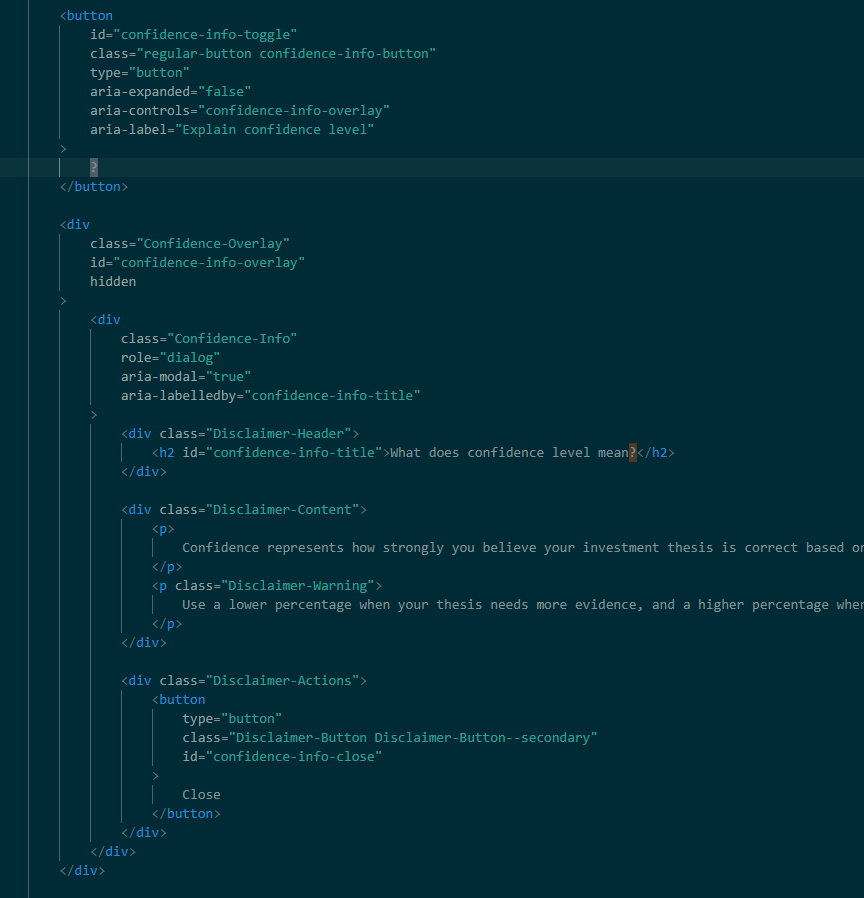 <button
id="confidence-info-toggle"
class="regular-button confidence-info-button"
type="button"
aria-expanded="false"
aria-controls="confidence-info-overlay"
aria-label="Explain confidence level"
>
?
</button>
<div
class="Confidence-Overlay"
id="confidence-info-overlay"
hidden
>
<div
class="Confidence-Info"
role="dialog"
aria-modal="true"
aria-labelledby="confidence-info-title"
>
<div class="Disclaimer-Header">
<h2 id="confidence-info-title">What does confidence level mean?</h2>
</div>
<div class="Disclaimer-Content">
<p>
Confidence represents how strongly you believe your investment thesis is correct based
</p>
<p class="Disclaimer-Warning">
Use a lower percentage when your thesis needs more evidence, and a higher percentage
</p>
</div>
<div class="Disclaimer-Actions">
<button
type="button"
class="Disclaimer-Button Disclaimer-Button--secondary"
id="confidence-info-close"
>
Close
</button>
</div>
</div>
</div>